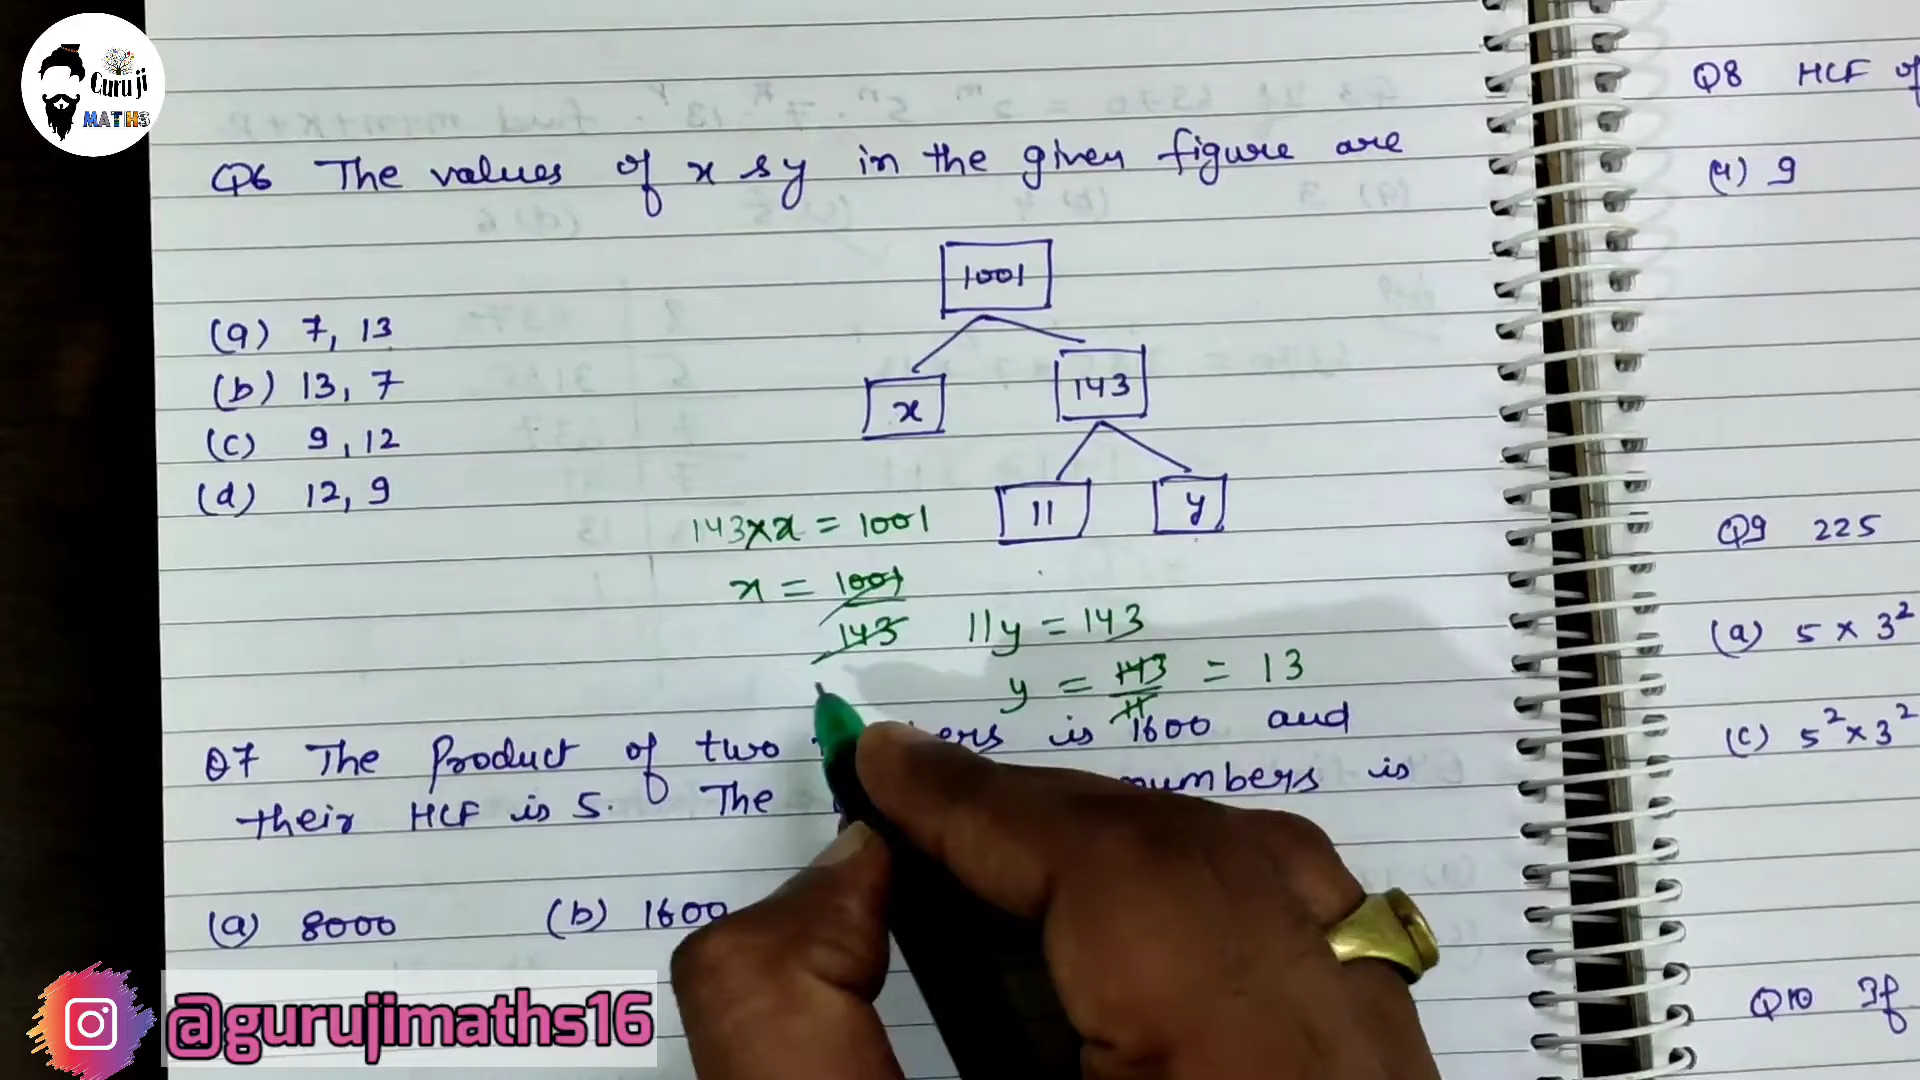 Guruji
MATHS
Q6 The values of x & y in the given figure are
1001
(a) 7, 13
x
143
(b) 13, 7
(c) 9, 12
(d) 12, 9
11
y
143 x x = 1001
x = 1001
143
11y = 143
y = 143 = 13
11
Q7 The Product of two is 1600 and
their HCF is 5. The numbers is
(a) 8000 (b) 1600
Q8 HCF of
(a) 9
Q9 225
(a) 5 x 3²
(c) 5² x 3²
Q10 If
@gurujimaths16